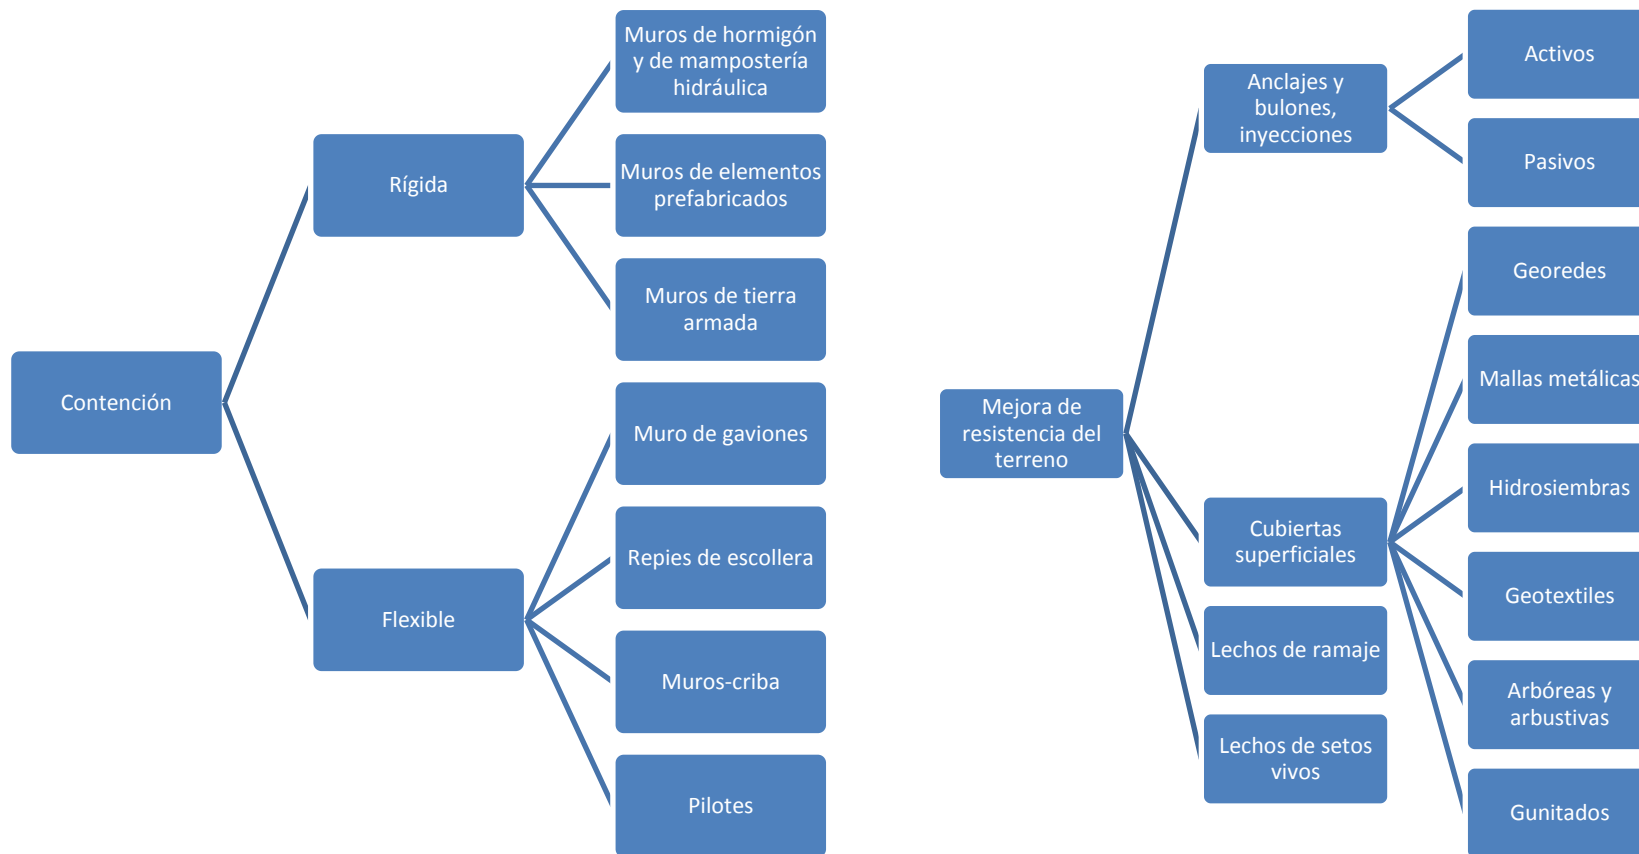 Contención
Rígida
Muros de hormigón
y de mampostería
hidráulica
Muros de elementos
prefabricados
Muros de tierra
armada
Flexible
Muro de gaviones
Repies de escollera
Muros-criba
Pilotes
Mejora de
resistencia del
terreno
Anclajes y
bulones,
inyecciones
Activos
Pasivos
Cubiertas
superficiales
Georedes
Mallas metálicas
Hidrosiembras
Geotextiles
Arbóreas y
arbustivas
Gunitados
Lechos de ramaje
Lechos de setos
vivos